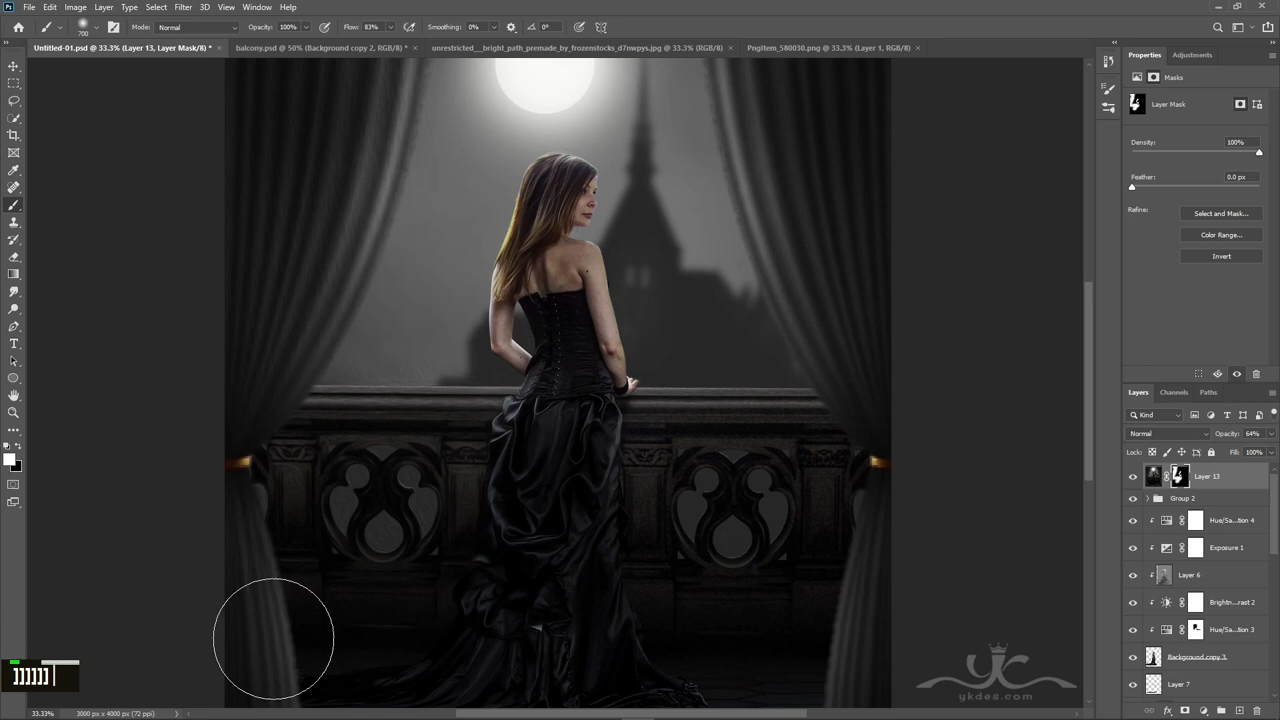 Ps File Edit Image Layer Type Select Filter 3D View Window Help
700 Mode: Normal Opacity: 100% Flow: 83% Smoothing: 0% 0°
Untitled-01.psd @ 33.3% (Layer 13, Layer Mask/8) * × balcony.psd @ 50% (Background copy 2, RGB/8) * × unrestricted__bright_path_premade_by_frozenstocks_d7nwpys.jpg @ 33.3% (RGB/8) × PngItem_580030.png @ 33.3% (Layer 1, RGB/8) ×
Properties Adjustments
Masks
Layer Mask
Density: 100%
Feather: 0.0 px
Refine: Select and Mask...
Color Range...
Invert
Layers Channels Paths
Kind
Normal Opacity: 64%
Lock: Fill: 100%
Layer 13
Group 2
Hue/Sa...tion 4
Exposure 1
Layer 6
Brightn...rast 2
Hue/Sa...tion 3
Background copy 3
Layer 7
]]]]]]
YC
ykdes.com
33.33% 3000 px x 4000 px (72 ppi)